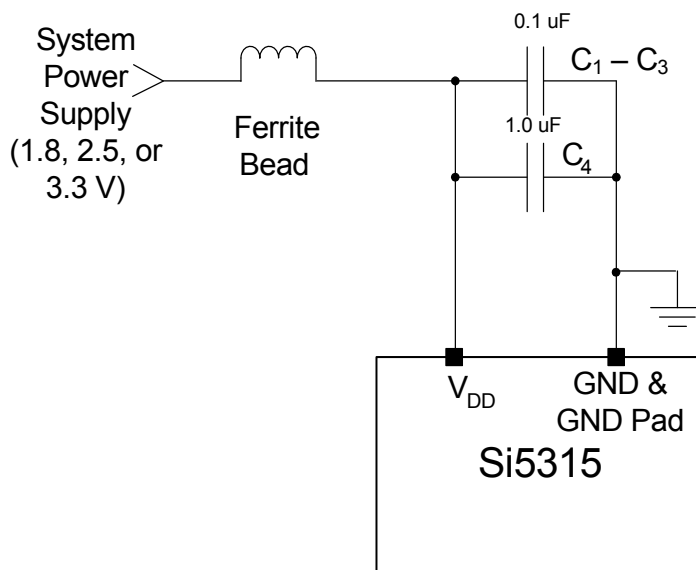 System
Power
Supply
(1.8, 2.5, or
3.3 V)
Ferrite
Bead
0.1 uF
C₁ – C₃
1.0 uF
C₄
V_DD
GND &
GND Pad
Si5315